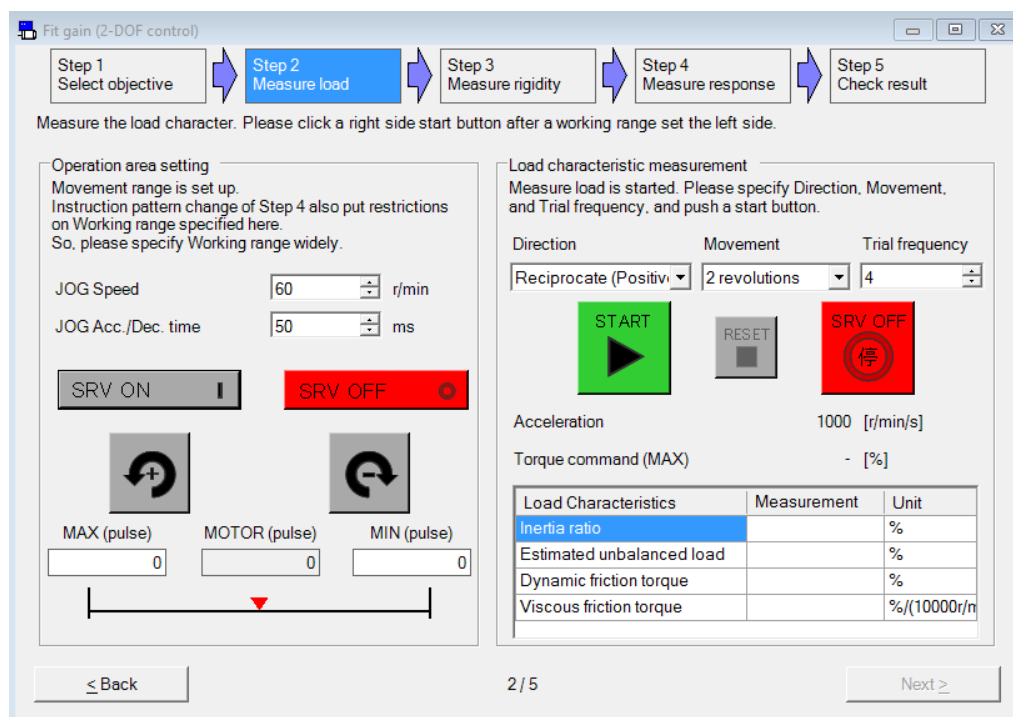 Fit gain (2-DOF control)
Step 1
Select objective
Step 2
Measure load
Step 3
Measure rigidity
Step 4
Measure response
Step 5
Check result
Measure the load character. Please click a right side start button after a working range set the left side.
Operation area setting
Movement range is set up.
Instruction pattern change of Step 4 also put restrictions
on Working range specified here.
So, please specify Working range widely.
JOG Speed 60 r/min
JOG Acc./Dec. time 50 ms
SRV ON
SRV OFF
+
-
MAX (pulse) MOTOR (pulse) MIN (pulse)
0 0 0
Load characteristic measurement
Measure load is started. Please specify Direction, Movement,
and Trial frequency, and push a start button.
Direction Movement Trial frequency
Reciprocate (Positiv 2 revolutions 4
START
RESET
SRV OFF
停
Acceleration 1000 [r/min/s]
Torque command (MAX) - [%]
Load Characteristics Measurement Unit
Inertia ratio %
Estimated unbalanced load %
Dynamic friction torque %
Viscous friction torque %/(10000r/m
< Back
2 / 5
Next >